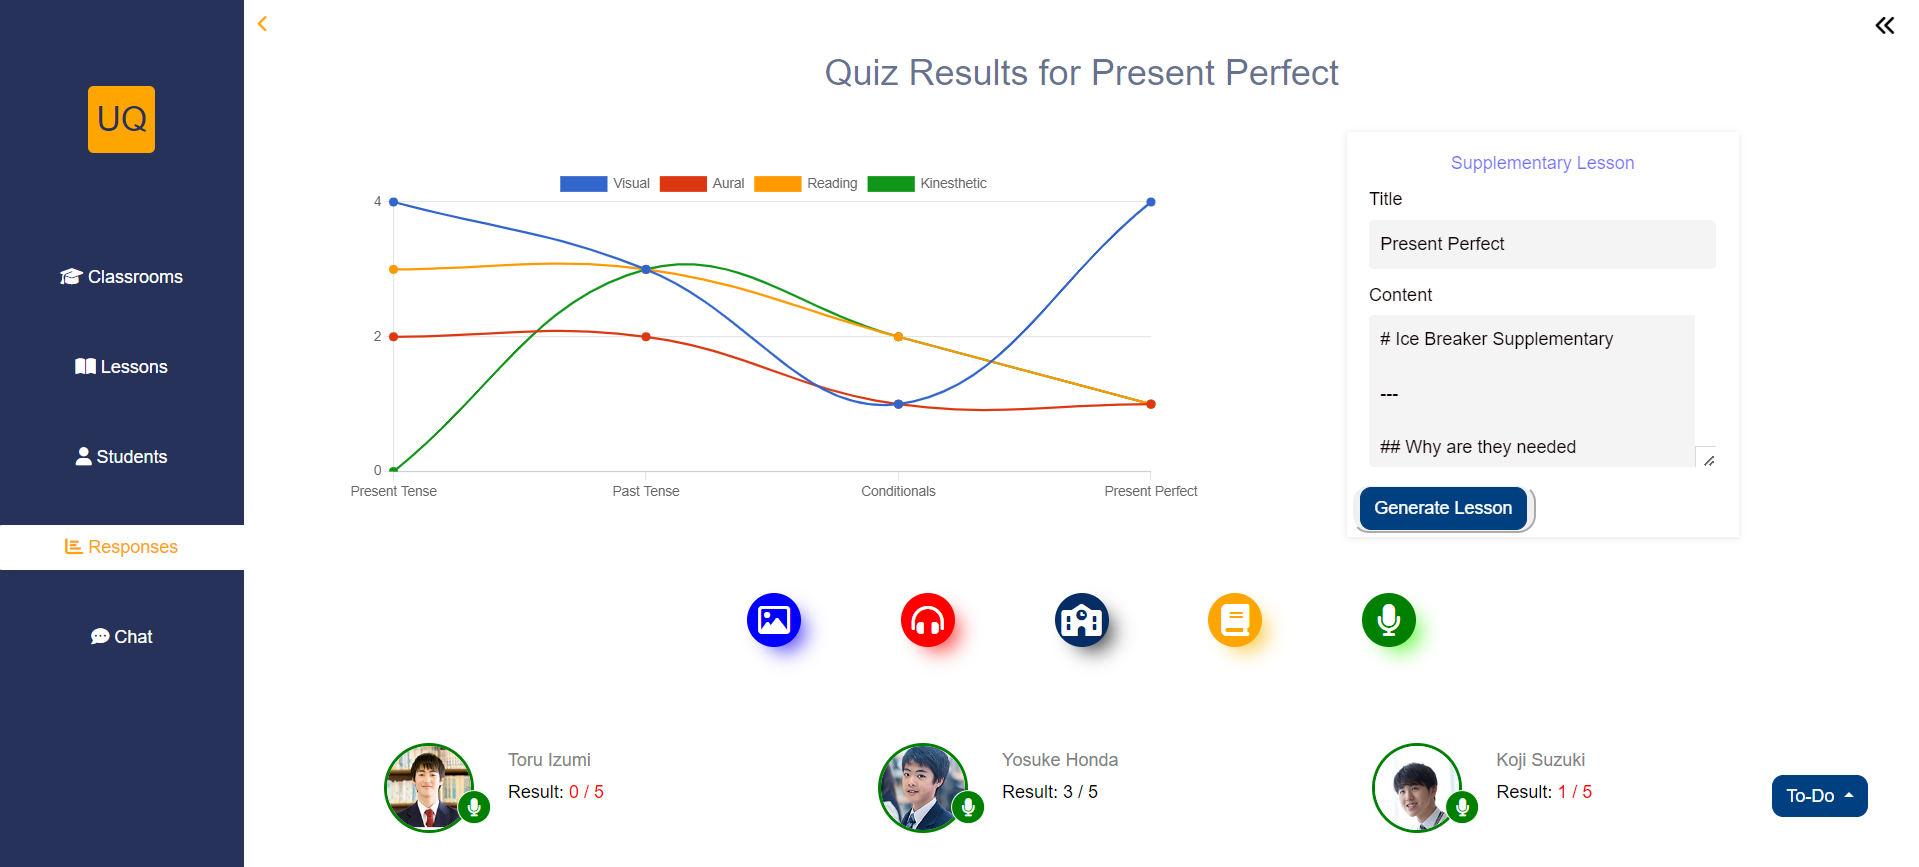 UQ
Classrooms
Lessons
Students
Responses
Chat
Quiz Results for Present Perfect
Visual Aural Reading Kinesthetic
4
2
0
Present Tense Past Tense Conditionals Present Perfect
Supplementary Lesson
Title
Present Perfect
Content
# Ice Breaker Supplementary
---
## Why are they needed
Generate Lesson
Toru Izumi
Result: 0 / 5
Yosuke Honda
Result: 3 / 5
Koji Suzuki
Result: 1 / 5
To-Do